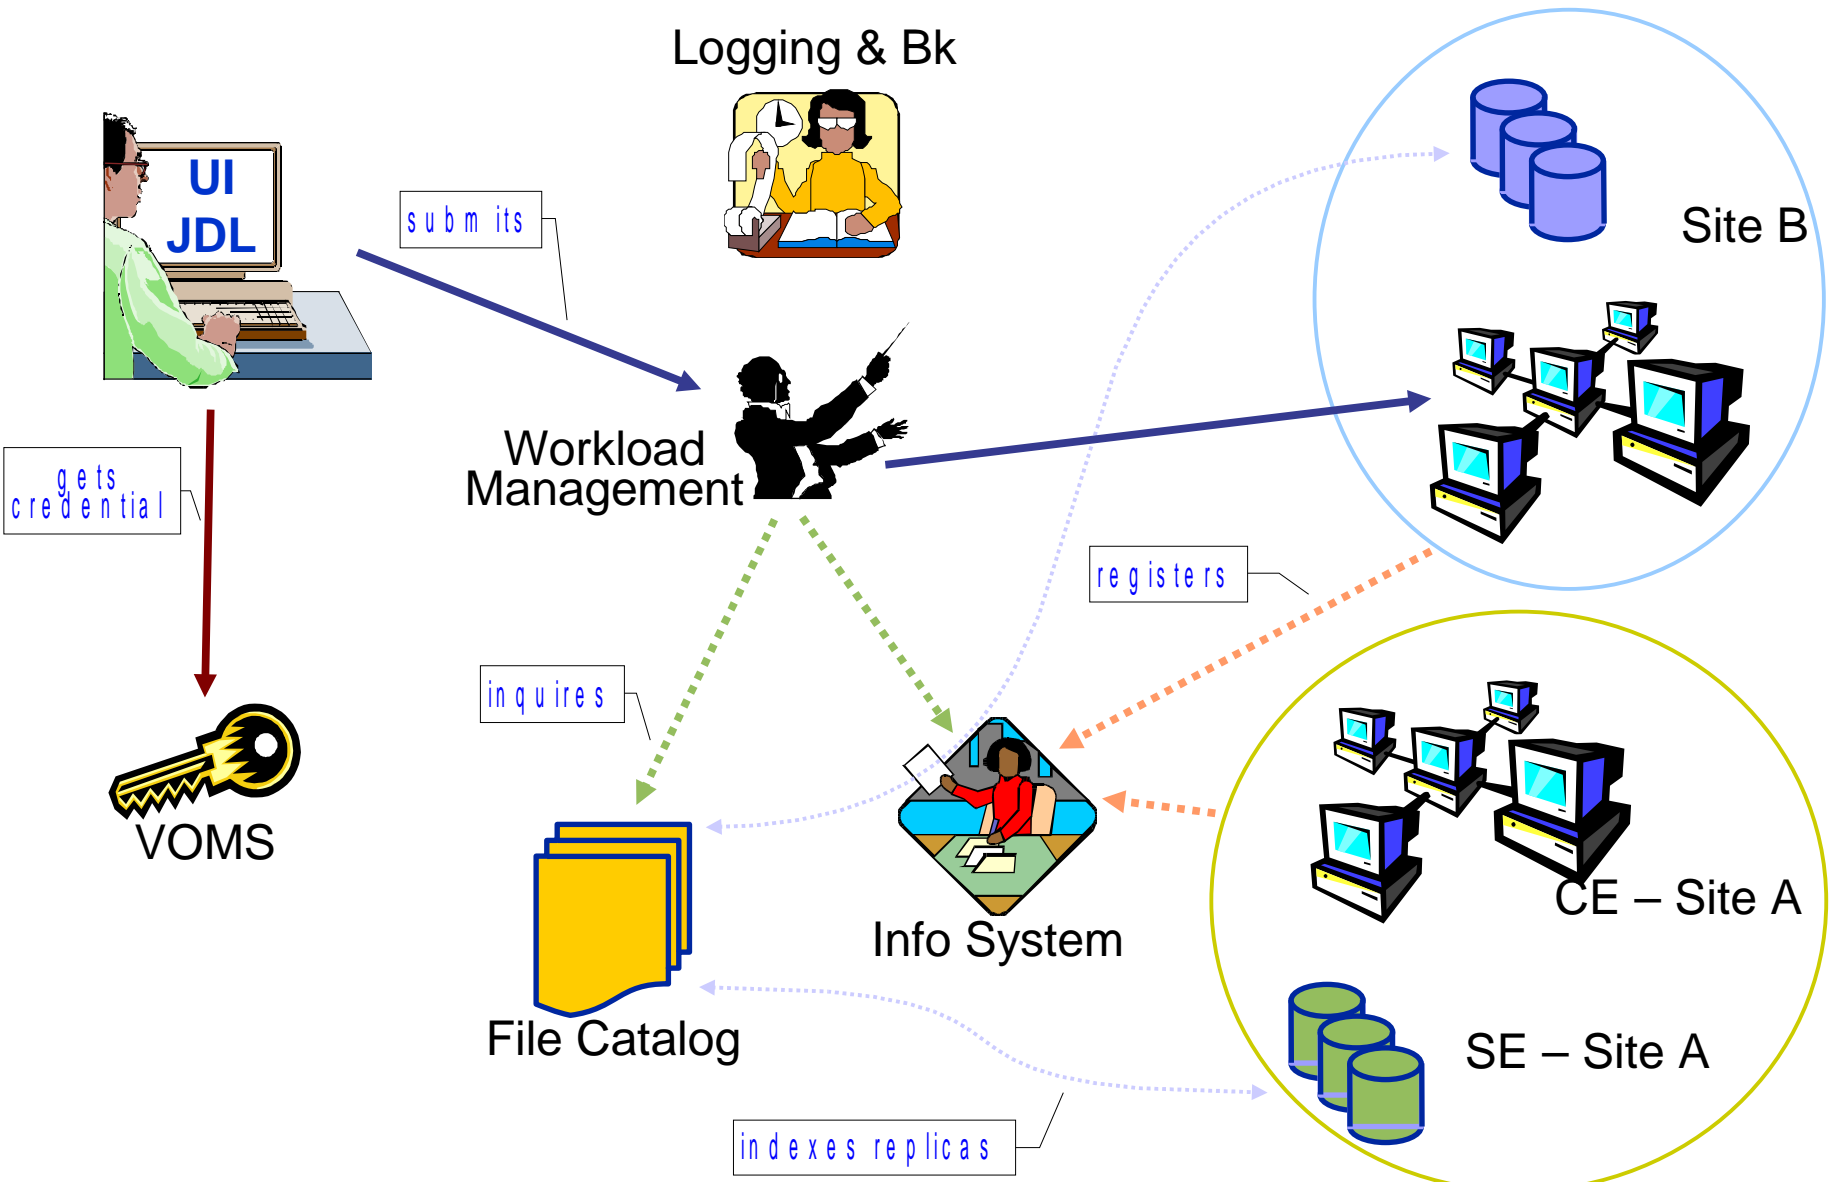 Logging & Bk
UI
JDL
submits
Site B
Workload
Management
gets
credential
registers
inquires
VOMS
CE – Site A
Info System
File Catalog
SE – Site A
indexes replicas